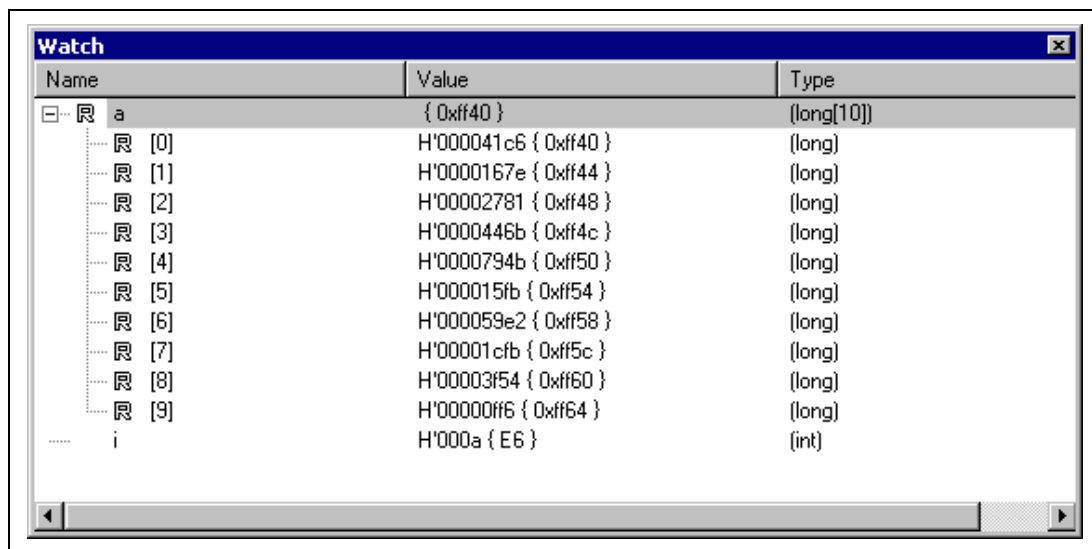 Watch
Name Value Type
R a { 0xff40 } (long[10])
R [0] H'000041c6 { 0xff40 } (long)
R [1] H'0000167e { 0xff44 } (long)
R [2] H'00002781 { 0xff48 } (long)
R [3] H'0000446b { 0xff4c } (long)
R [4] H'0000794b { 0xff50 } (long)
R [5] H'000015fb { 0xff54 } (long)
R [6] H'000059e2 { 0xff58 } (long)
R [7] H'00001cfb { 0xff5c } (long)
R [8] H'00003f54 { 0xff60 } (long)
R [9] H'00000ff6 { 0xff64 } (long)
i H'000a { E6 } (int)